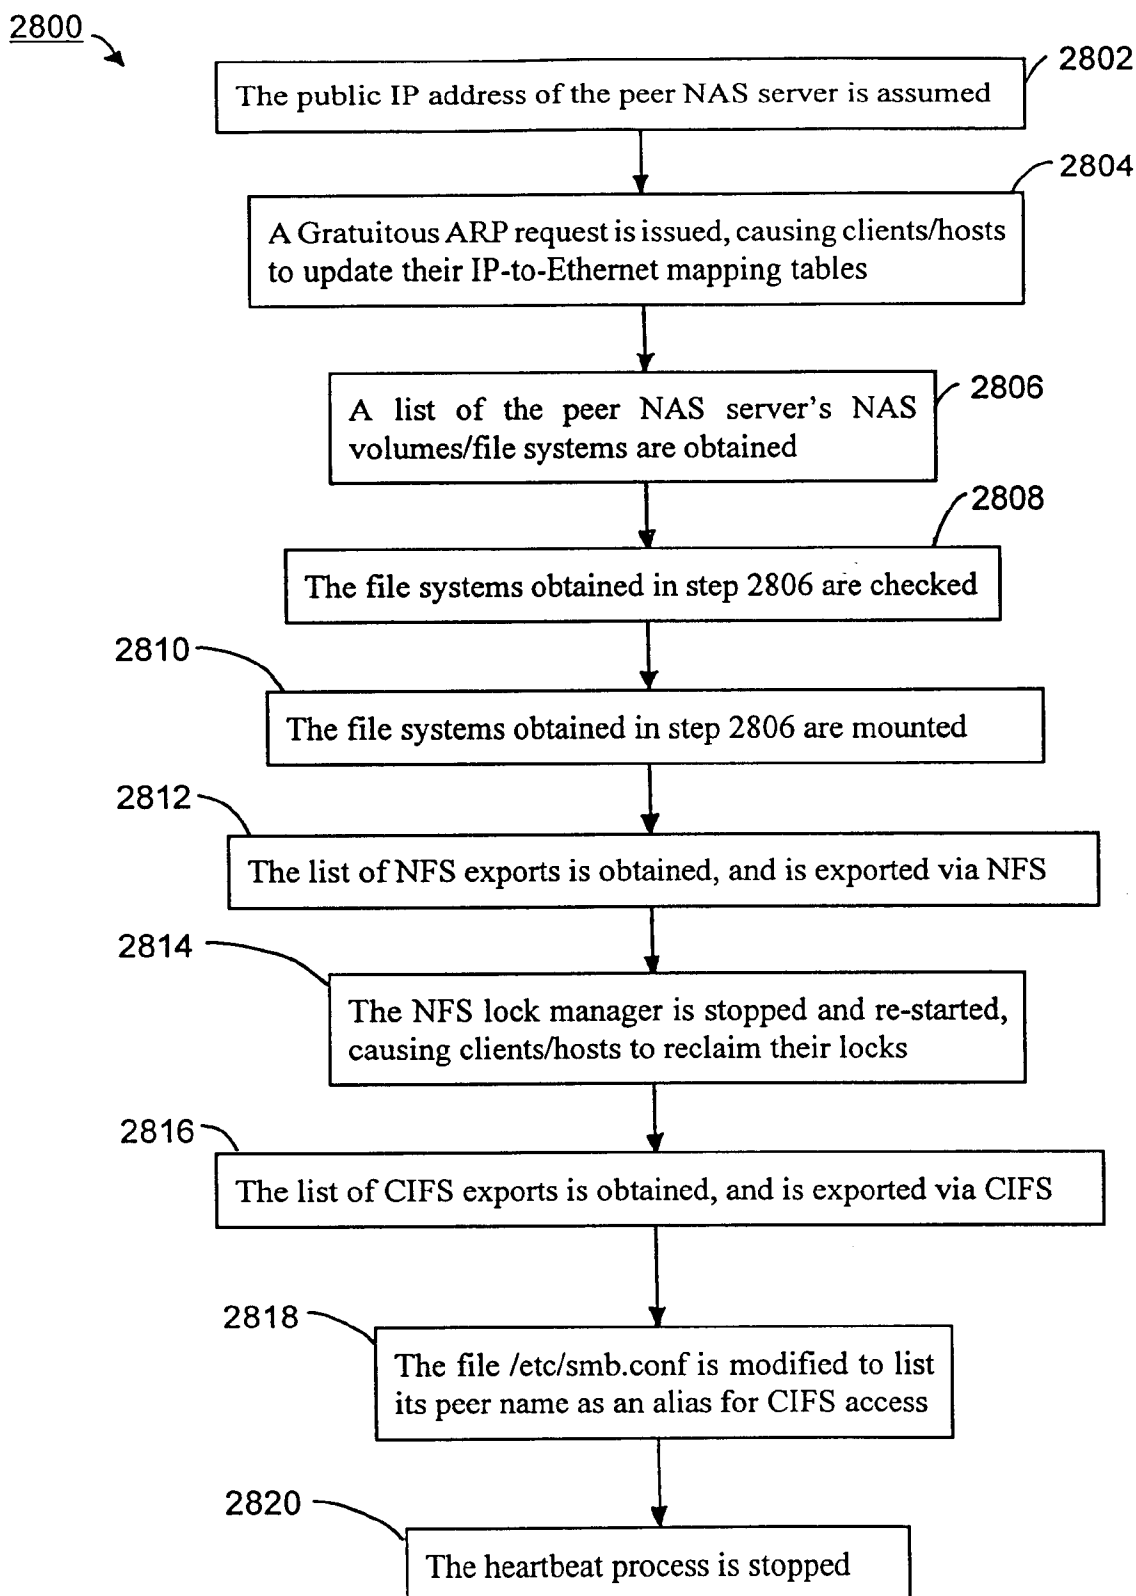 2800
2802
The public IP address of the peer NAS server is assumed
2804
A Gratuitous ARP request is issued, causing clients/hosts
to update their IP-to-Ethernet mapping tables
2806
A list of the peer NAS server's NAS
volumes/file systems are obtained
2808
The file systems obtained in step 2806 are checked
2810
The file systems obtained in step 2806 are mounted
2812
The list of NFS exports is obtained, and is exported via NFS
2814
The NFS lock manager is stopped and re-started,
causing clients/hosts to reclaim their locks
2816
The list of CIFS exports is obtained, and is exported via CIFS
2818
The file /etc/smb.conf is modified to list
its peer name as an alias for CIFS access
2820
The heartbeat process is stopped